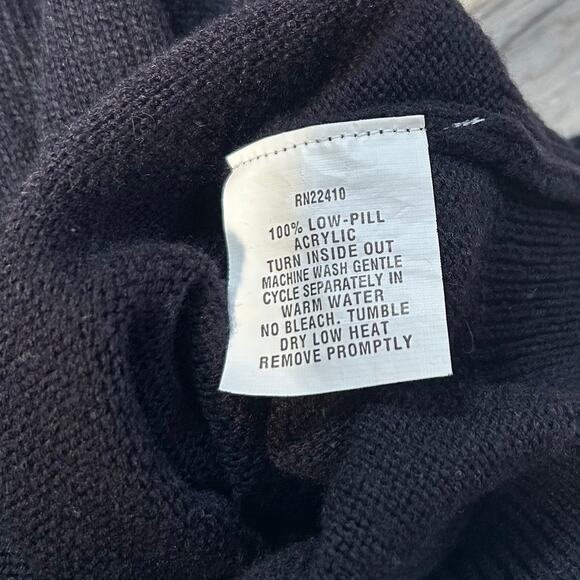 RN22410
100% LOW-PILL
ACRYLIC
TURN INSIDE OUT
MACHINE WASH GENTLE
CYCLE SEPARATELY IN
WARM WATER
NO BLEACH. TUMBLE
DRY LOW HEAT
REMOVE PROMPTLY